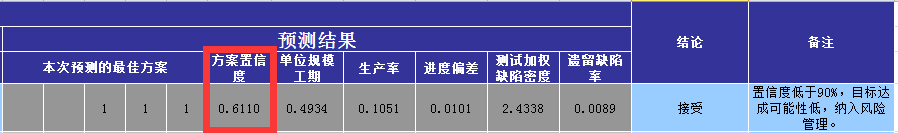 预测结果
结论
备注
本次预测的最佳方案
方案置信
度
单位规模
工期
生产率
进度偏差
测试加权
缺陷密度
遗留缺陷
率
1 1 1 0.6110 0.4934 0.1051 0.0101 2.4338 0.0089
接受
置信度低于90%，目标达
成可能性低，纳入风险
管理。